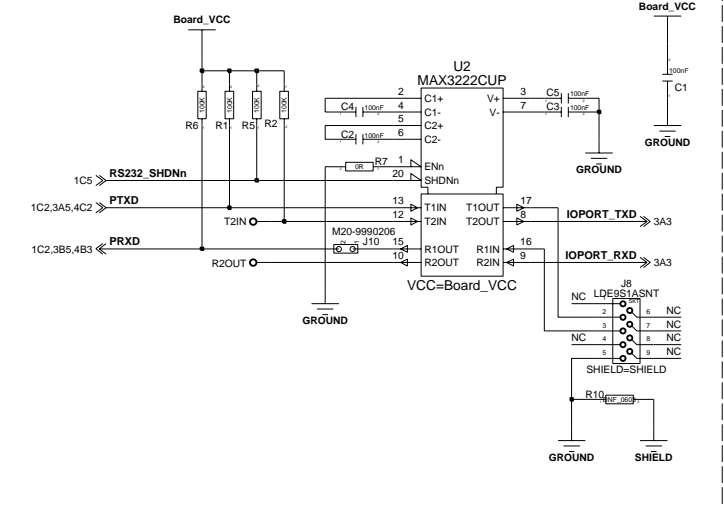 Board_VCC
Board_VCC
U2
MAX3222CUP
100K
100K
100K
100K
R6
R1
R5
R2
2
C1+
V+
3
C5
100nF
C4
100nF
4
C1-
V-
7
C3
100nF
5
C2+
C2
100nF
6
C2-
100nF
C1
GROUND
GROUND
0R
R7
1
ENn
20
SHDNn
1C5
RS232_SHDNn
1C2,3A5,4C2
PTXD
13
T1IN
T1OUT
17
T2IN
12
T2IN
T2OUT
8
IOPORT_TXD
3A3
M20-9990206
J10
1C2,3B5,4B3
PRXD
1
2
15
R1OUT
R1IN
16
R2OUT
10
R2OUT
R2IN
9
IOPORT_RXD
3A3
VCC=Board_VCC
GROUND
J8
LDE9S1ASNT
NC
1
SKT
2
6
NC
3
7
NC
NC
4
8
NC
5
9
NC
SHIELD=SHIELD
R10
DNF_0603
GROUND
SHIELD